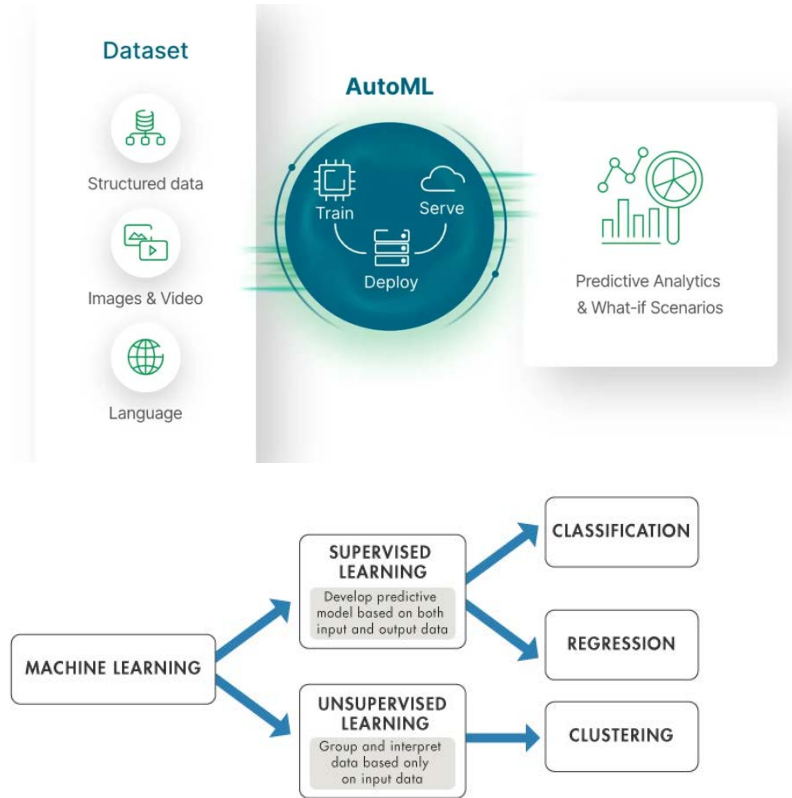 Dataset
Structured data
Images & Video
Language
AutoML
Train
Serve
Deploy
Predictive Analytics
& What-if Scenarios
MACHINE LEARNING
SUPERVISED
LEARNING
Develop predictive
model based on both
input and output data
CLASSIFICATION
REGRESSION
UNSUPERVISED
LEARNING
Group and interpret
data based only
on input data
CLUSTERING